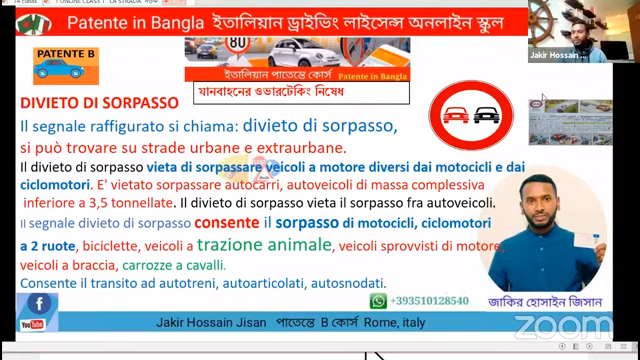 Patente in Bangla ইতালিয়ান ড্রাইভিং লাইসেন্স অনলাইন স্কুল
Jakir Hossain ...
PATENTE B
80
ইতালিয়ান পাতেন্তে কোর্স Patente in Bangla
যানবাহনের ওভারটেকিং নিষেধ
DIVIETO DI SORPASSO
Il segnale raffigurato si chiama: divieto di sorpasso,
si può trovare su strade urbane e extraurbane.
Il divieto di sorpasso vieta di sorpassare veicoli a motore diversi dai motocicli e dai
ciclomotori. E' vietato sorpassare autocarri, autoveicoli di massa complessiva
inferiore a 3,5 tonnellate. Il divieto di sorpasso vieta il sorpasso fra autoveicoli.
Il segnale divieto di sorpasso consente il sorpasso di motocicli, ciclomotori
a 2 ruote, biciclette, veicoli a trazione animale, veicoli sprovvisti di motore,
veicoli a braccia, carrozze a cavalli.
Consente il transito ad autotreni, autoarticolati, autosnodati.
+393510128540
জাকির হোসাইন জিসান
You Tube
Jakir Hossain Jisan পাতেন্তে B কোর্স Rome, italy
zoom